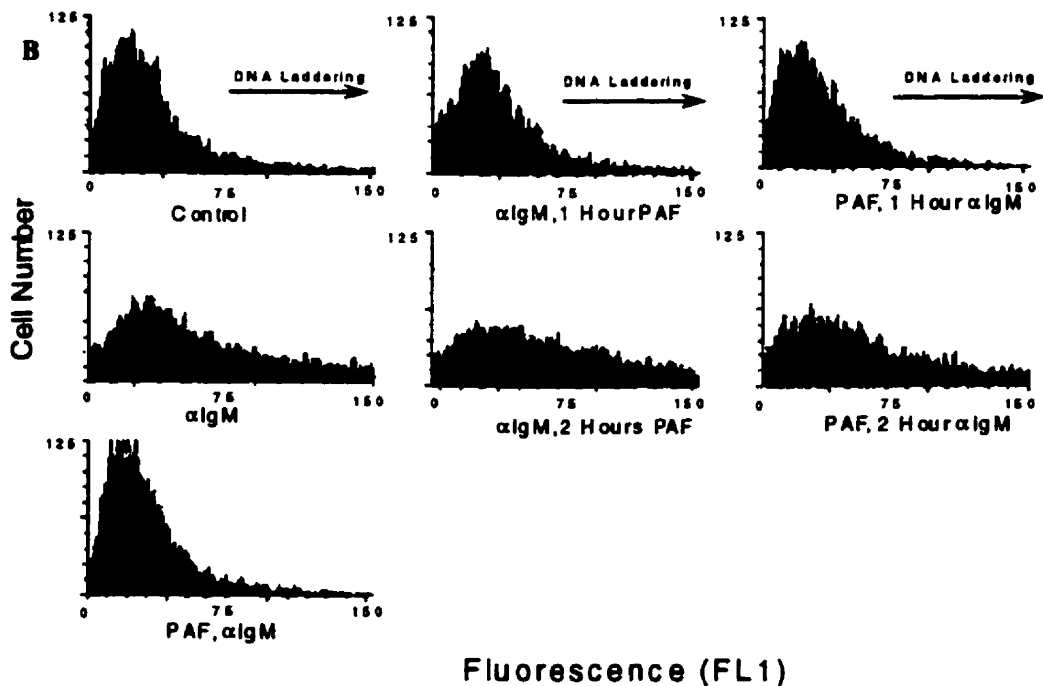 B
Cell Number
125
DNA Laddering
0 75 150
Control
125
DNA Laddering
0 75 150
αIgM, 1 Hour PAF
125
DNA Laddering
0 75 150
PAF, 1 Hour αIgM
125
0 75 150
αIgM
125
0 75 150
αIgM, 2 Hours PAF
125
0 75 150
PAF, 2 Hour αIgM
125
0 75 150
PAF, αIgM
Fluorescence (FL1)